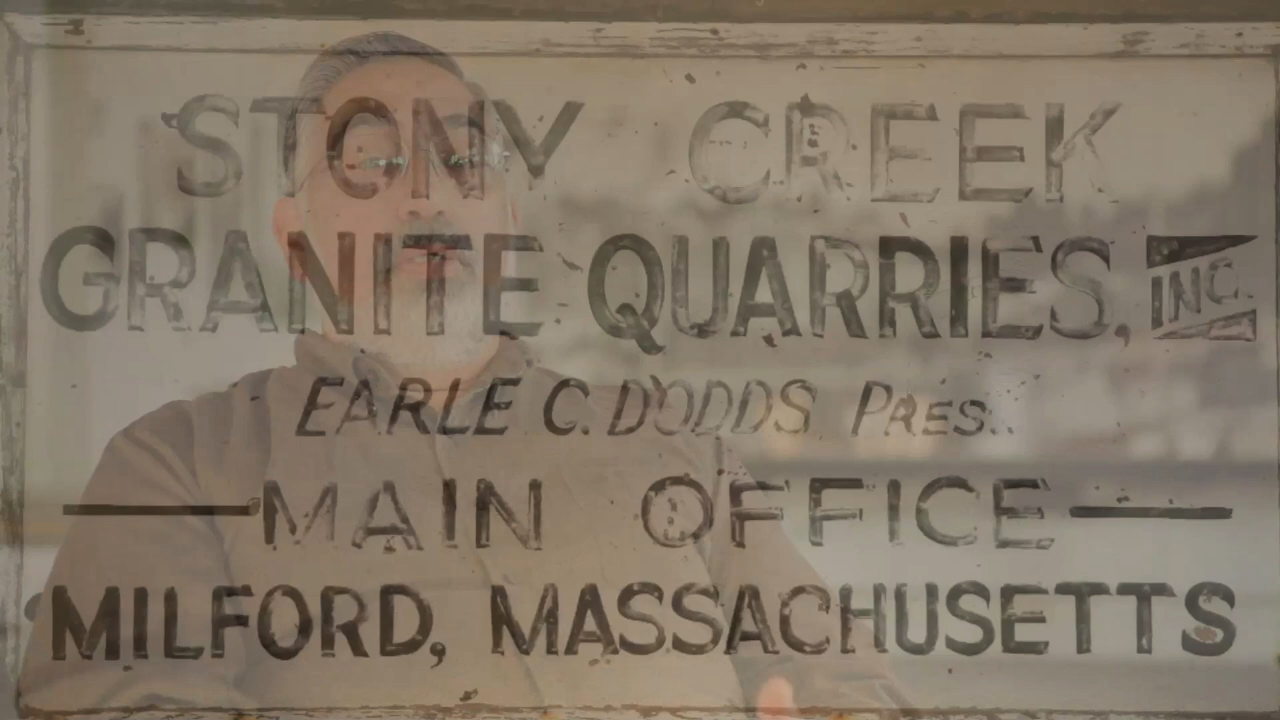 STONY CREEK
GRANITE QUARRIES, INC.
EARLE C. DODDS, PRES.
MAIN OFFICE
MILFORD, MASSACHUSETTS